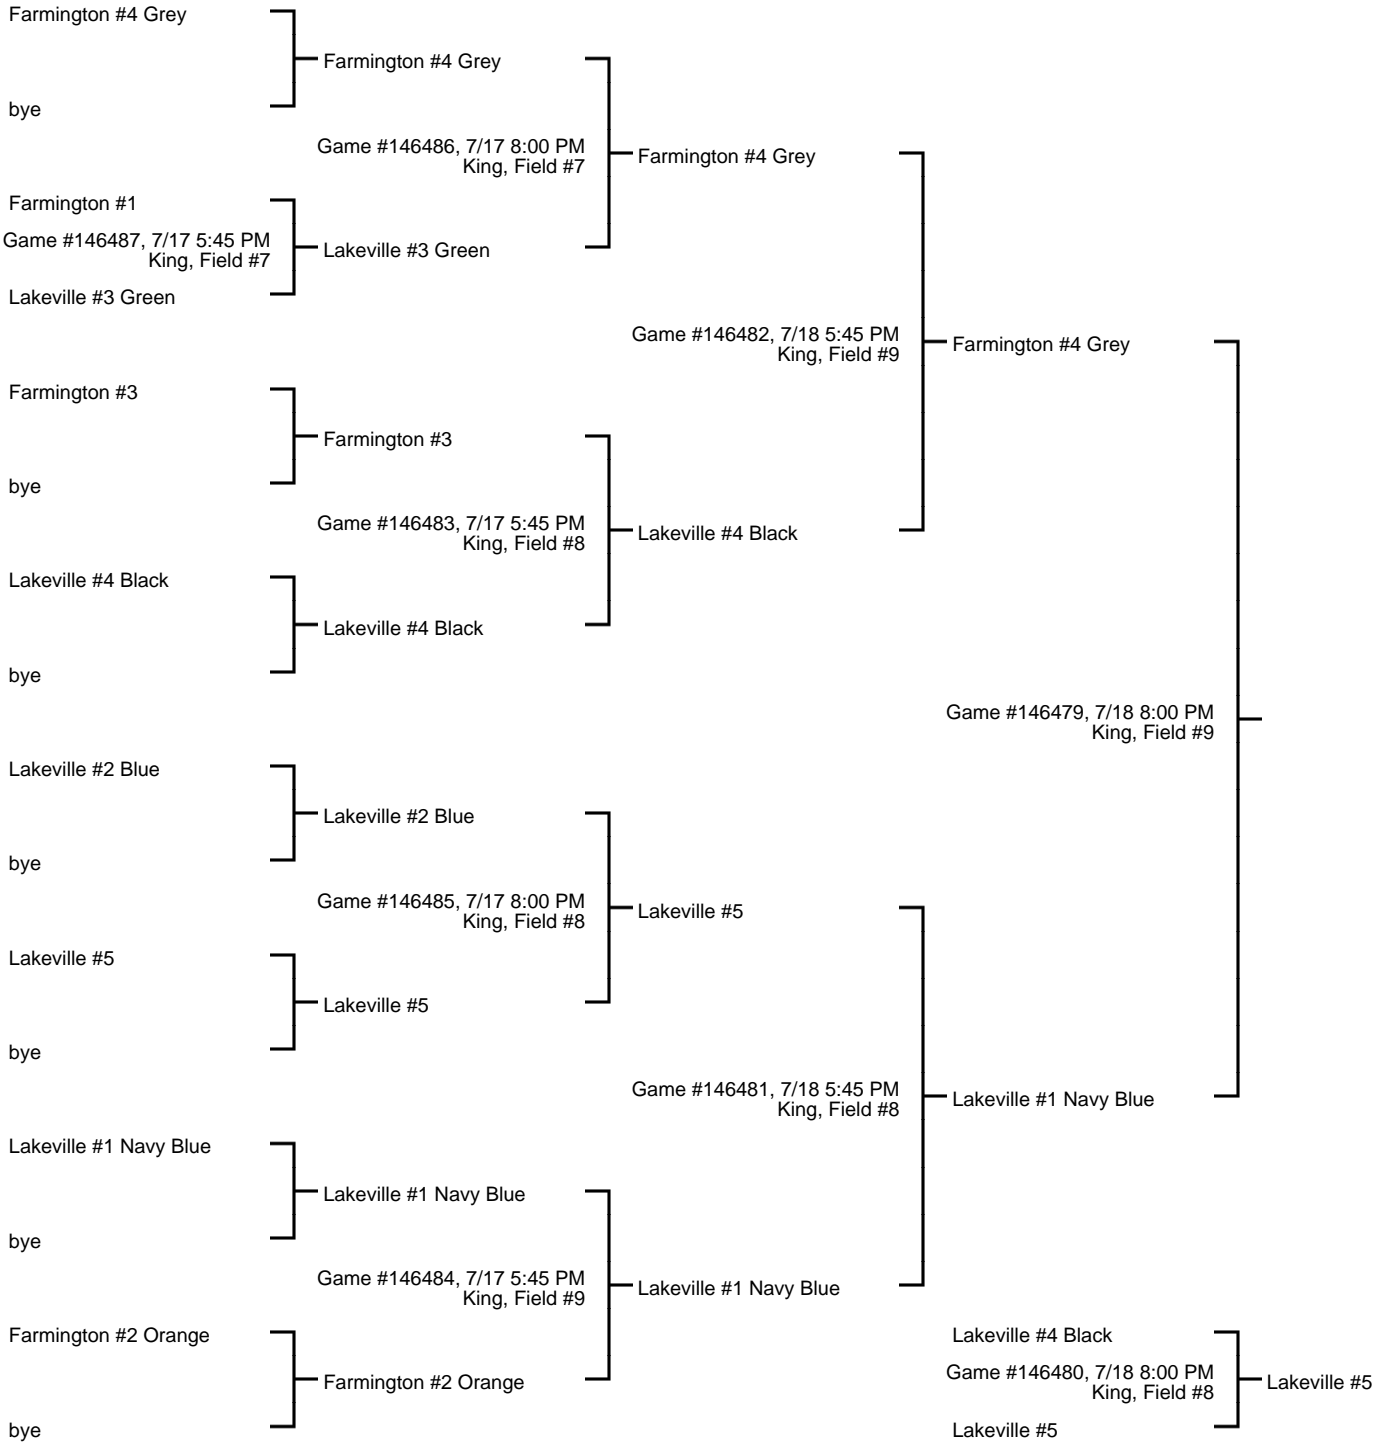 Farmington #4 Grey
bye
Farmington #4 Grey
Game #146486, 7/17 8:00 PM
King, Field #7
Farmington #1
Game #146487, 7/17 5:45 PM
King, Field #7
Lakeville #3 Green
Lakeville #3 Green
Farmington #4 Grey
Farmington #3
bye
Farmington #3
Game #146483, 7/17 5:45 PM
King, Field #8
Lakeville #4 Black
bye
Lakeville #4 Black
Lakeville #4 Black
Game #146482, 7/18 5:45 PM
King, Field #9
Farmington #4 Grey
Game #146479, 7/18 8:00 PM
King, Field #9
Lakeville #2 Blue
bye
Lakeville #2 Blue
Game #146485, 7/17 8:00 PM
King, Field #8
Lakeville #5
bye
Lakeville #5
Lakeville #5
Game #146481, 7/18 5:45 PM
King, Field #8
Lakeville #1 Navy Blue
Lakeville #1 Navy Blue
bye
Lakeville #1 Navy Blue
Game #146484, 7/17 5:45 PM
King, Field #9
Lakeville #1 Navy Blue
Farmington #2 Orange
bye
Farmington #2 Orange
Lakeville #4 Black
Game #146480, 7/18 8:00 PM
King, Field #8
Lakeville #5
Lakeville #5